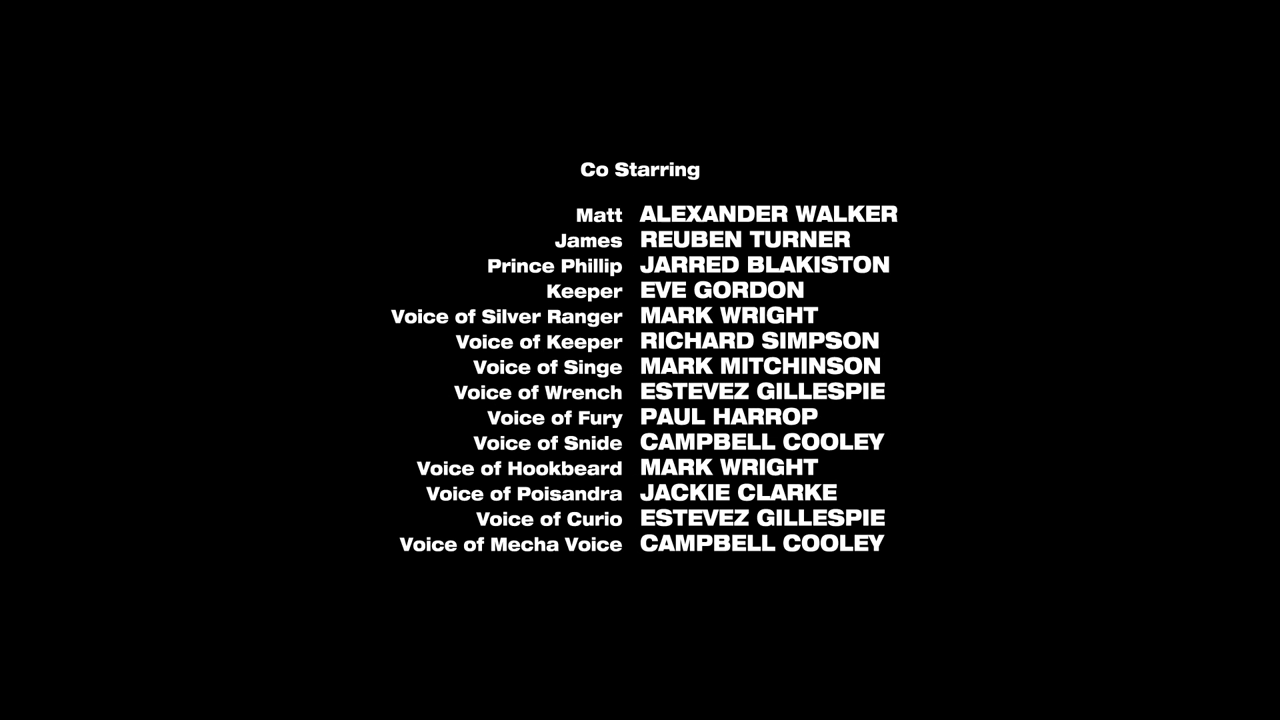 Co Starring
Matt ALEXANDER WALKER
James REUBEN TURNER
Prince Phillip JARRED BLAKISTON
Keeper EVE GORDON
Voice of Silver Ranger MARK WRIGHT
Voice of Keeper RICHARD SIMPSON
Voice of Singe MARK MITCHINSON
Voice of Wrench ESTEVEZ GILLESPIE
Voice of Fury PAUL HARROP
Voice of Snide CAMPBELL COOLEY
Voice of Hookbeard MARK WRIGHT
Voice of Poisandra JACKIE CLARKE
Voice of Curio ESTEVEZ GILLESPIE
Voice of Mecha Voice CAMPBELL COOLEY